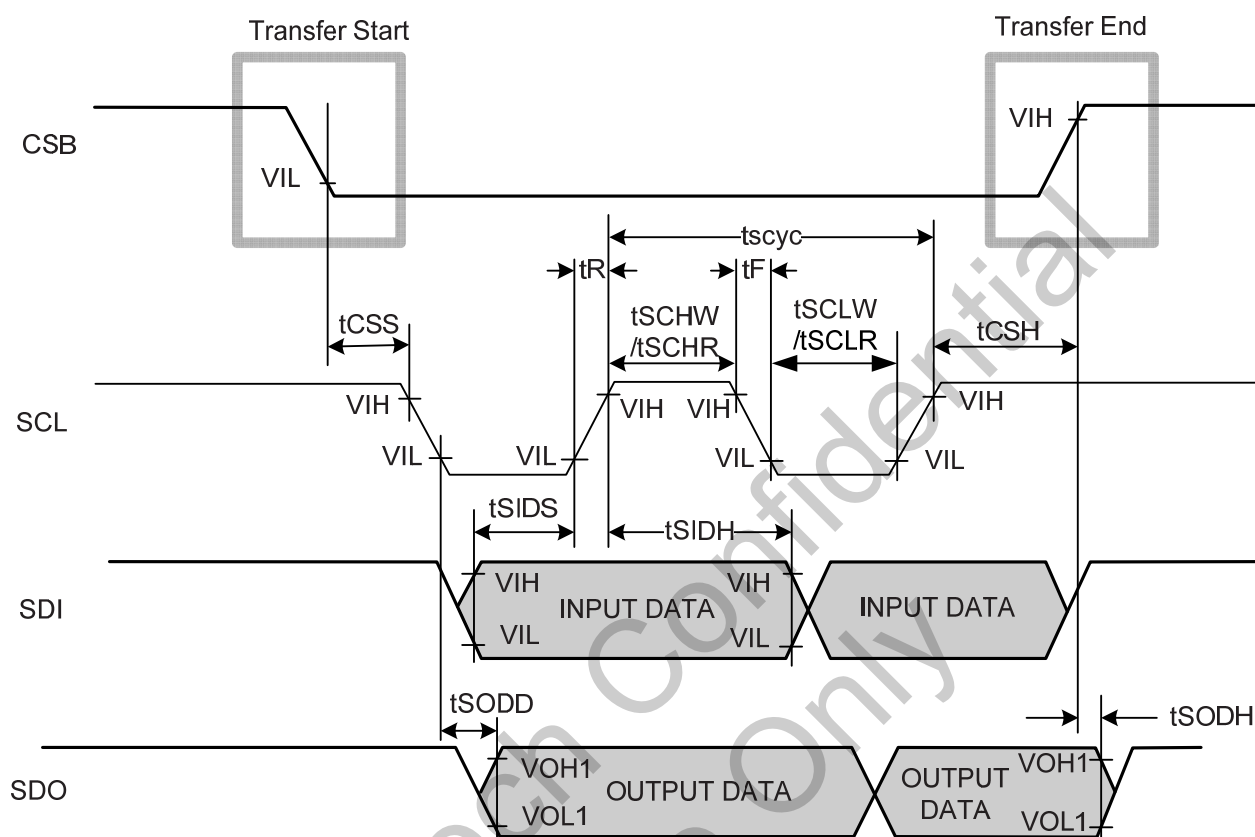 Transfer Start
Transfer End
CSB
VIL
VIH
tscyc
tR
tF
tCSS
tSCHW
/tSCHR
tSCLW
/tSCLR
tCSH
SCL
VIH
VIH
VIH
VIH
VIL
VIL
VIL
VIL
tSIDS
tSIDH
SDI
VIH
VIL
INPUT DATA
VIH
VIL
INPUT DATA
tSODD
tSODH
SDO
VOH1
VOL1
OUTPUT DATA
OUTPUT
DATA
VOH1
VOL1
Confidential
Only